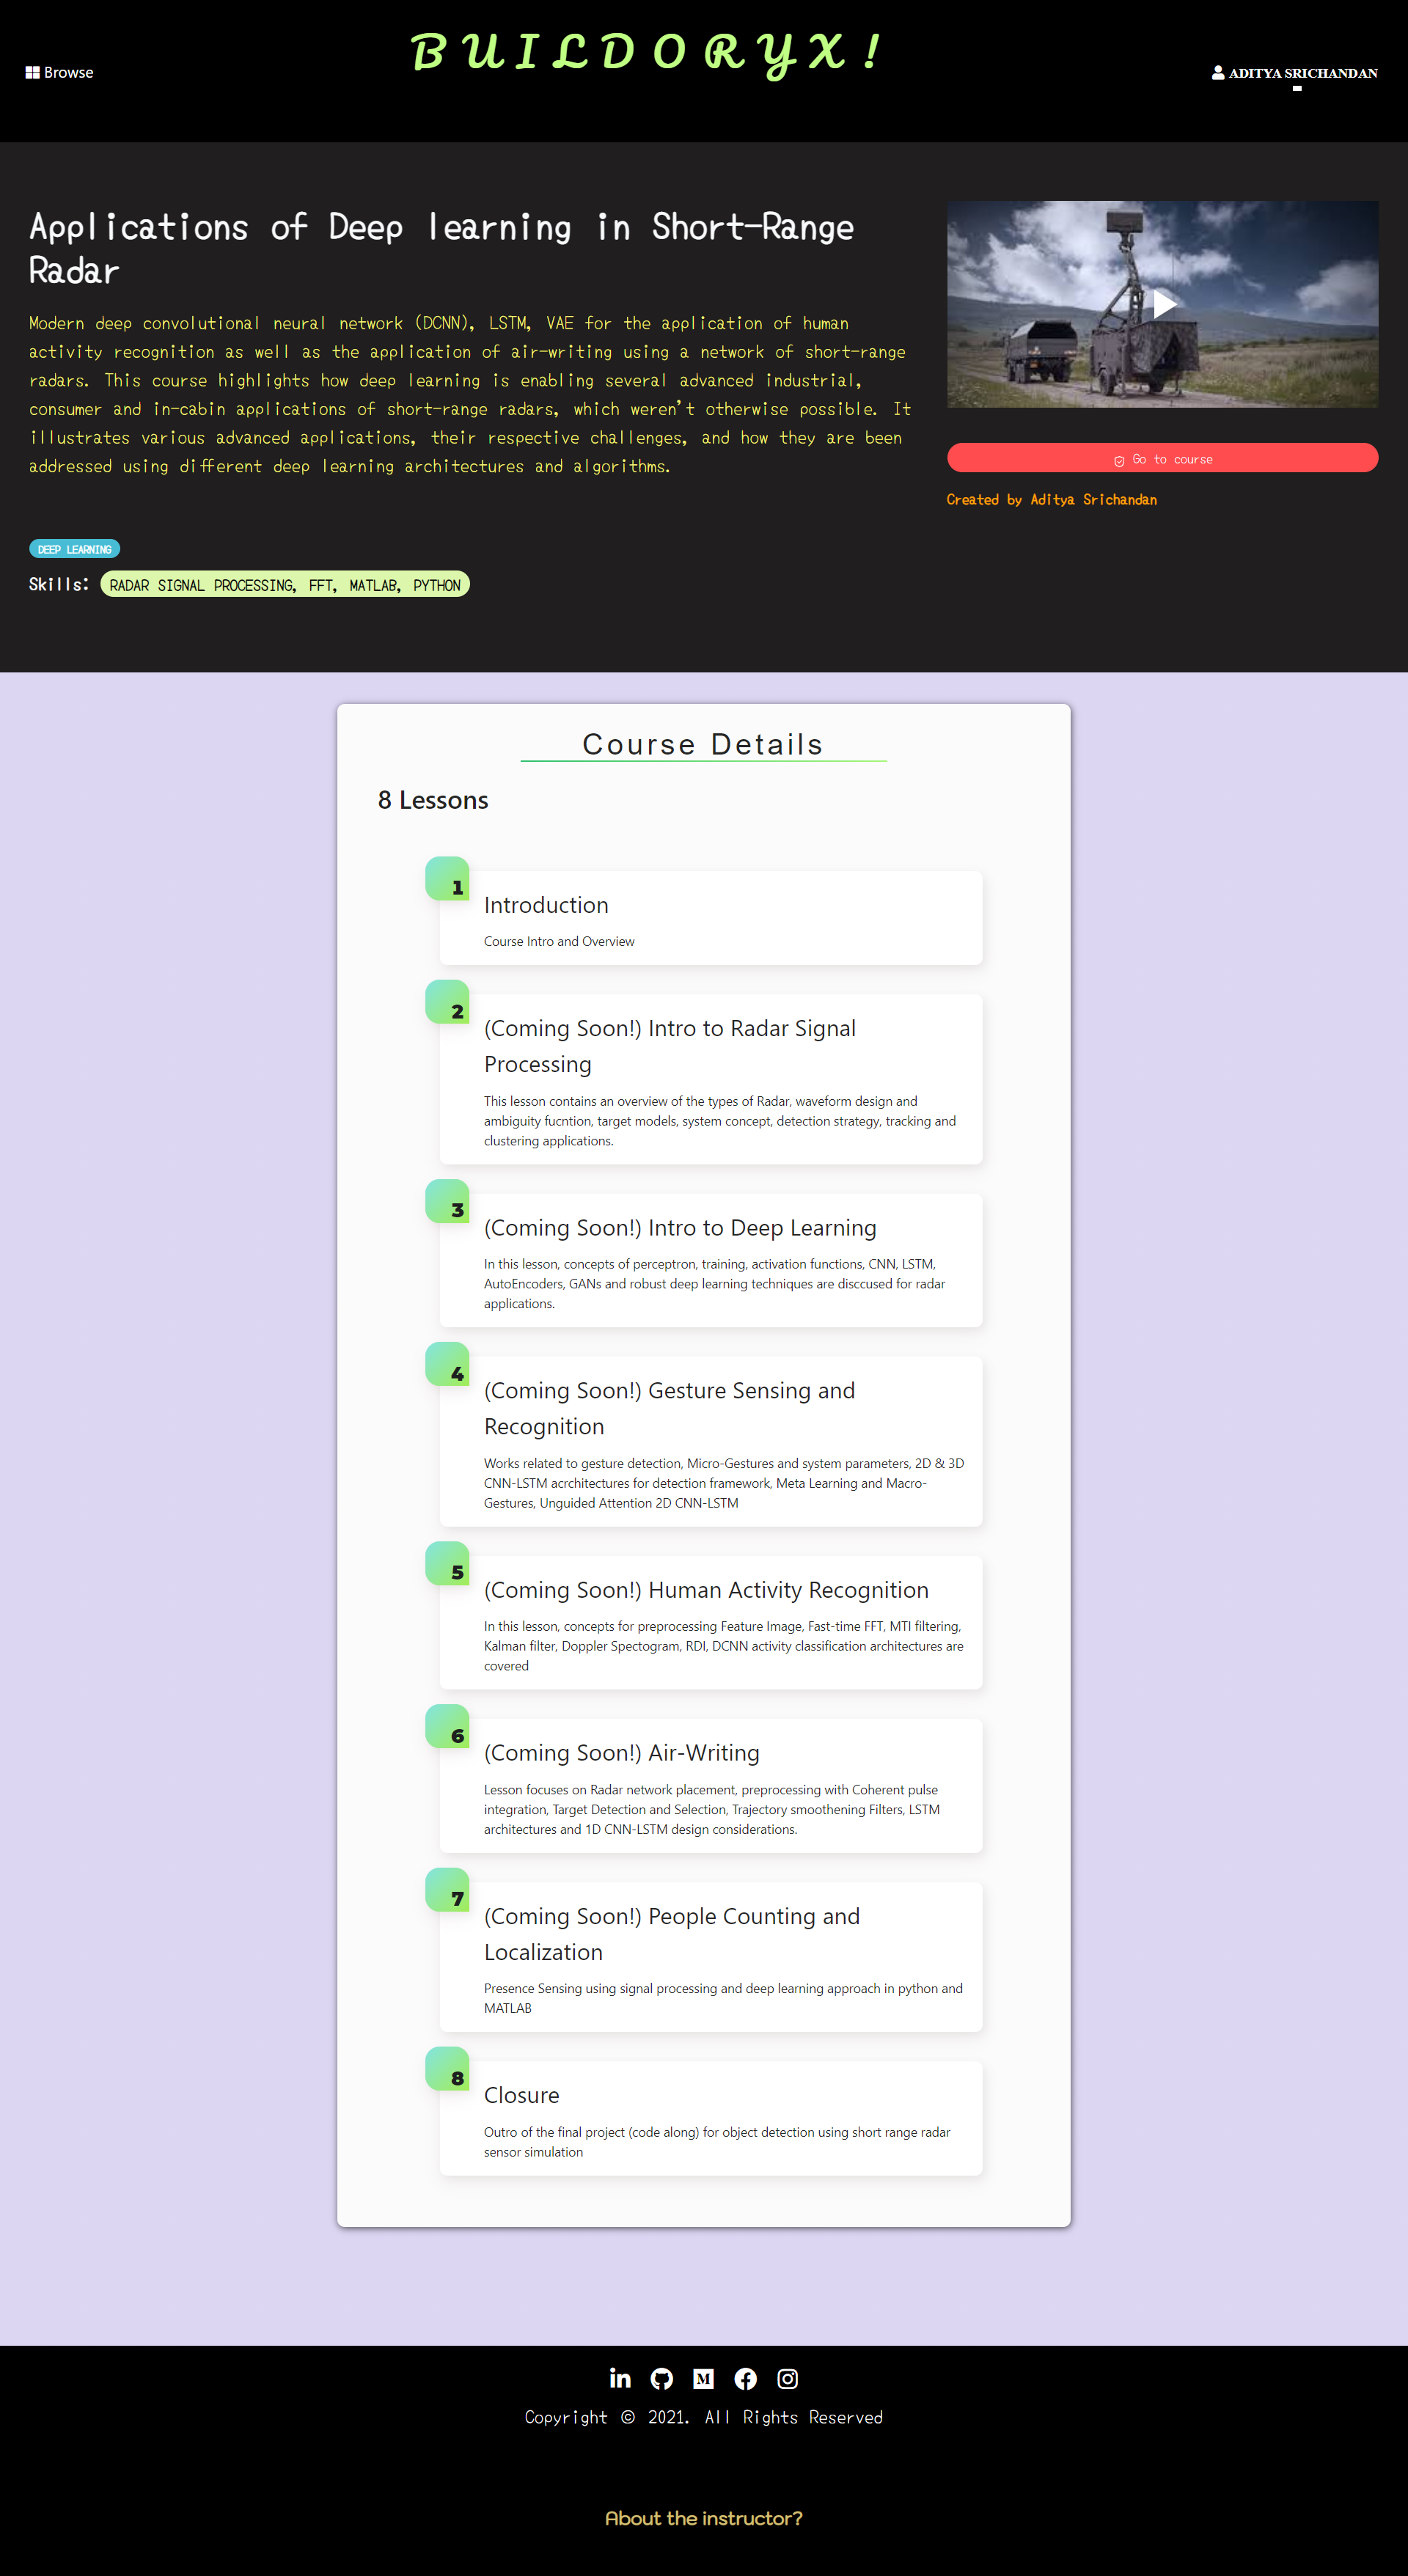 BUILDORYX!
Browse
ADITYA SRICHANDAN
Applications of Deep learning in Short-Range
Radar
Modern deep convolutional neural network (DCNN), LSTM, VAE for the application of human
activity recognition as well as the application of air-writing using a network of short-range
radars. This course highlights how deep learning is enabling several advanced industrial,
consumer and in-cabin applications of short-range radars, which weren't otherwise possible. It
illustrates various advanced applications, their respective challenges, and how they are been
addressed using different deep learning architectures and algorithms.
Go to course
Created by Aditya Srichandan
DEEP LEARNING
Skills: RADAR SIGNAL PROCESSING, FFT, MATLAB, PYTHON
Course Details
8 Lessons
1
Introduction
Course Intro and Overview
2
(Coming Soon!) Intro to Radar Signal
Processing
This lesson contains an overview of the types of Radar, waveform design and
ambiguity fucntion, target models, system concept, detection strategy, tracking and
clustering applications.
3
(Coming Soon!) Intro to Deep Learning
In this lesson, concepts of perceptron, training, activation functions, CNN, LSTM,
AutoEncoders, GANs and robust deep learning techniques are disccused for radar
applications.
4
(Coming Soon!) Gesture Sensing and
Recognition
Works related to gesture detection, Micro-Gestures and system parameters, 2D & 3D
CNN-LSTM acrchitectures for detection framework, Meta Learning and Macro-
Gestures, Unguided Attention 2D CNN-LSTM
5
(Coming Soon!) Human Activity Recognition
In this lesson, concepts for preprocessing Feature Image, Fast-time FFT, MTI filtering,
Kalman filter, Doppler Spectogram, RDI, DCNN activity classification architectures are
covered
6
(Coming Soon!) Air-Writing
Lesson focuses on Radar network placement, preprocessing with Coherent pulse
integration, Target Detection and Selection, Trajectory smoothening Filters, LSTM
architectures and 1D CNN-LSTM design considerations.
7
(Coming Soon!) People Counting and
Localization
Presence Sensing using signal processing and deep learning approach in python and
MATLAB
8
Closure
Outro of the final project (code along) for object detection using short range radar
sensor simulation
Copyright © 2021. All Rights Reserved
About the instructor?